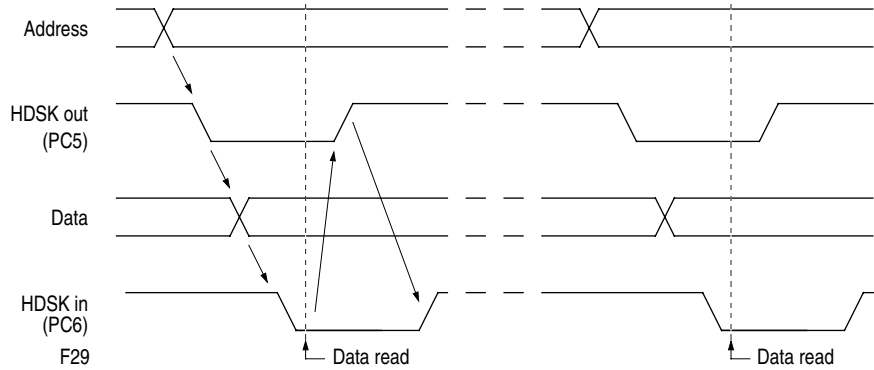 Address
HDSK out
(PC5)
Data
HDSK in
(PC6)
F29
Data read
Data read